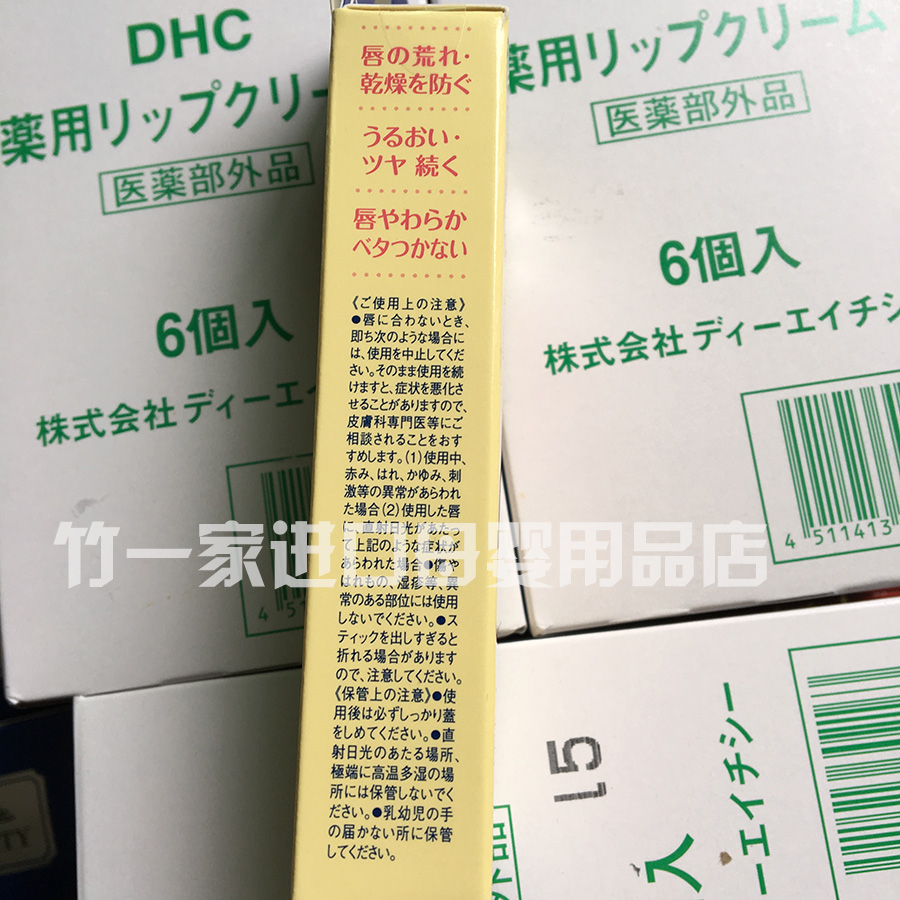 DHC
薬用リップクリーム
医薬部外品
6個入
株式会社 ディーエイ
唇の荒れ・
乾燥を防ぐ
うるおい・
ツヤ 続く
唇やわらか
ベタつかない
《ご使用上の注意》
●唇に合わないとき、
即ち次のような場合に
は、使用を中止してくだ
さい。そのまま使用を続
けますと、症状を悪化さ
せることがありますので、
皮膚科専門医等にご
相談されることをおす
すめします。(1)使用中、
赤み、はれ、かゆみ、刺
激等の異常があらわれ
た場合(2)使用した唇
に、直射日光があたっ
て上記のような症状が
あらわれた場合●傷や
はれもの、湿疹等、異
常のある部位には使用
しないでください。●ス
ティックを出しすぎると
折れる場合があります
ので、注意してください。
《保管上の注意》●使
用後は必ずしっかり蓋
をしめてください。●直
射日光のあたる場所、
極端に高温多湿の場
所には保管しないでく
ださい。●乳幼児の手
の届かない所に保管
してください。
用リップクリーム
医薬部外品
6個入
株式会社 ディーエイチシ
4 511413
4 51
竹一家进口母婴用品店
15
入
ーエイチシー
外品
TY